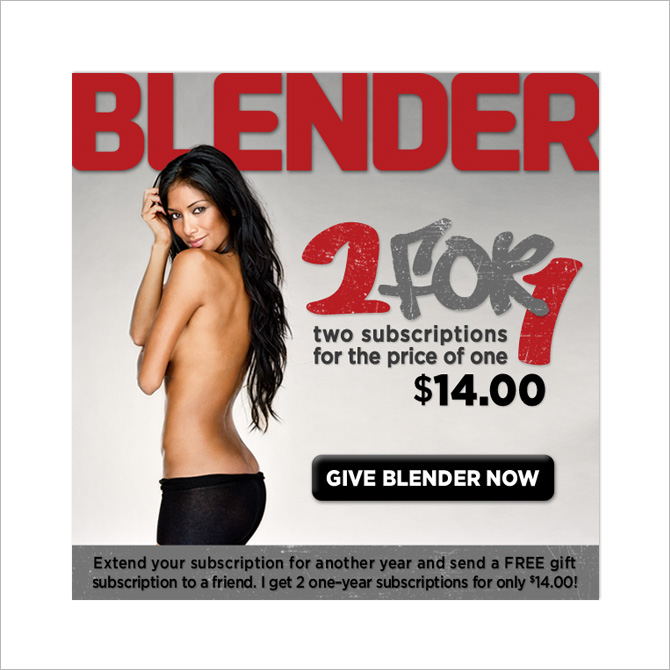 BLENDER
2 FOR 1
two subscriptions
for the price of one
$14.00
GIVE BLENDER NOW
Extend your subscription for another year and send a FREE gift
subscription to a friend. I get 2 one–year subscriptions for only $14.00!